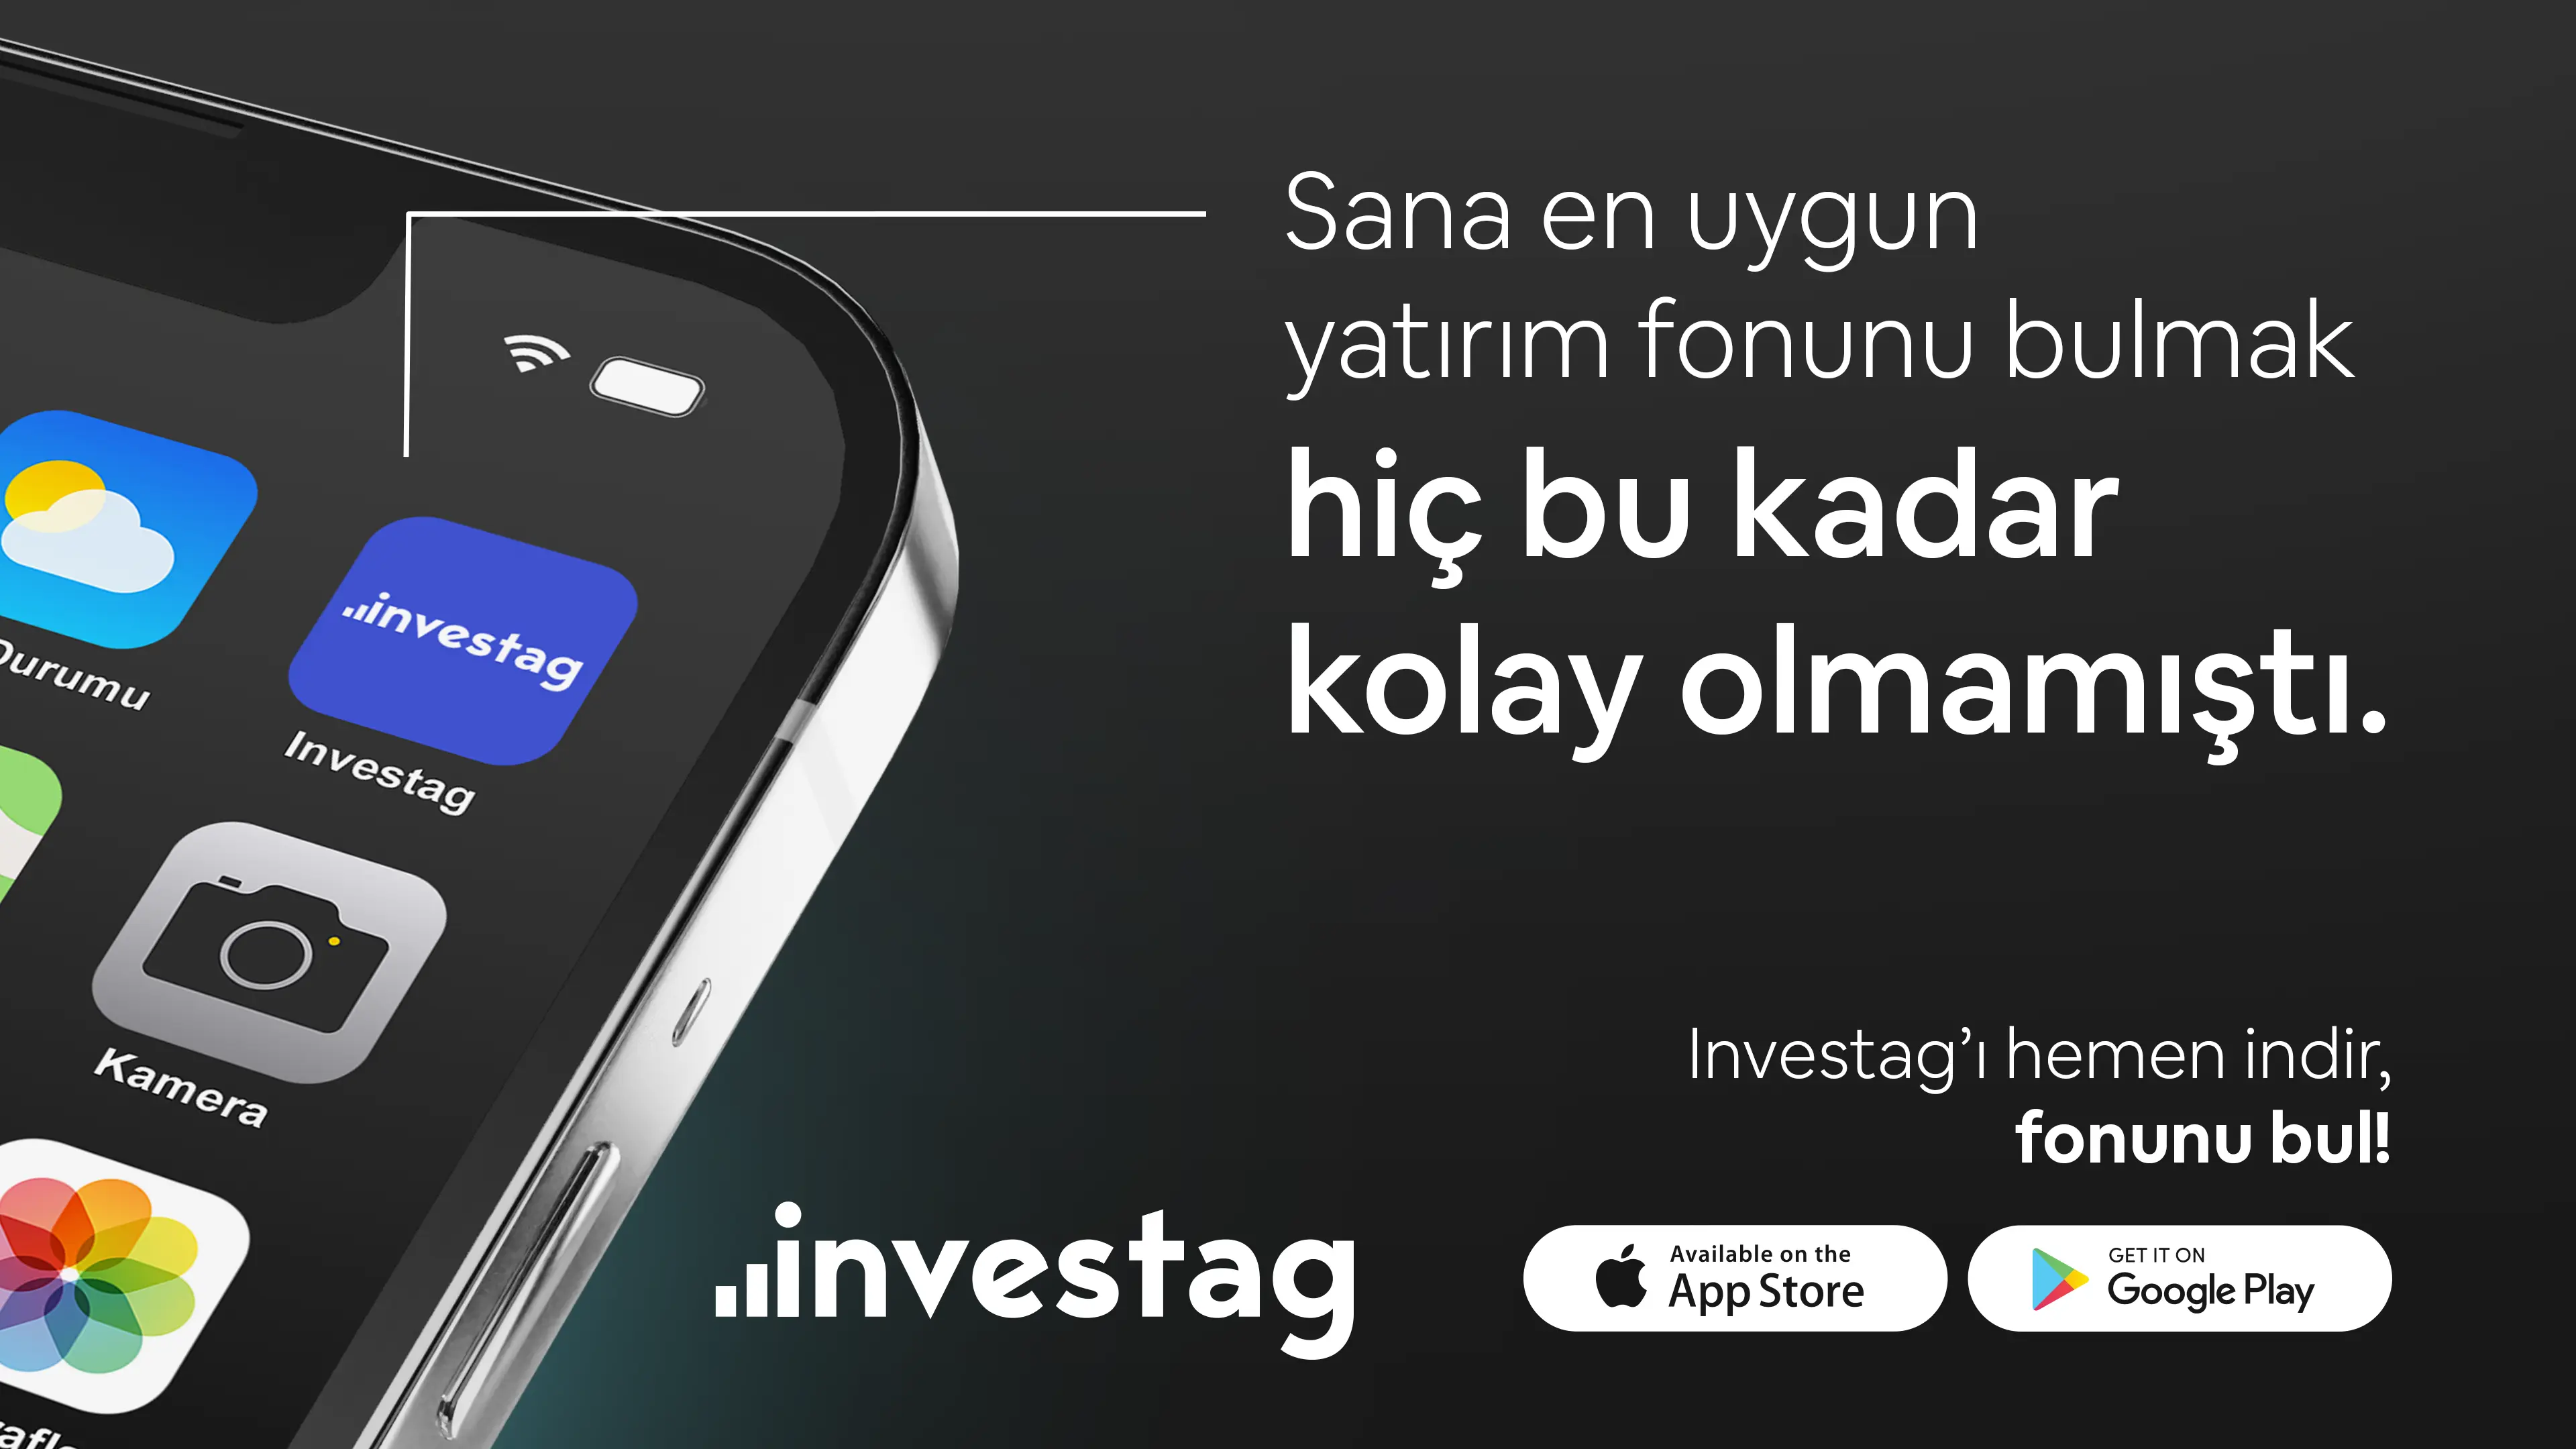 Sana en uygun
yatırım fonunu bulmak
hiç bu kadar
kolay olmamıştı.
Durumu
investag
Investag
Kamera
Investag’ı hemen indir,
fonunu bul!
investag
Available on the
App Store
GET IT ON
Google Play